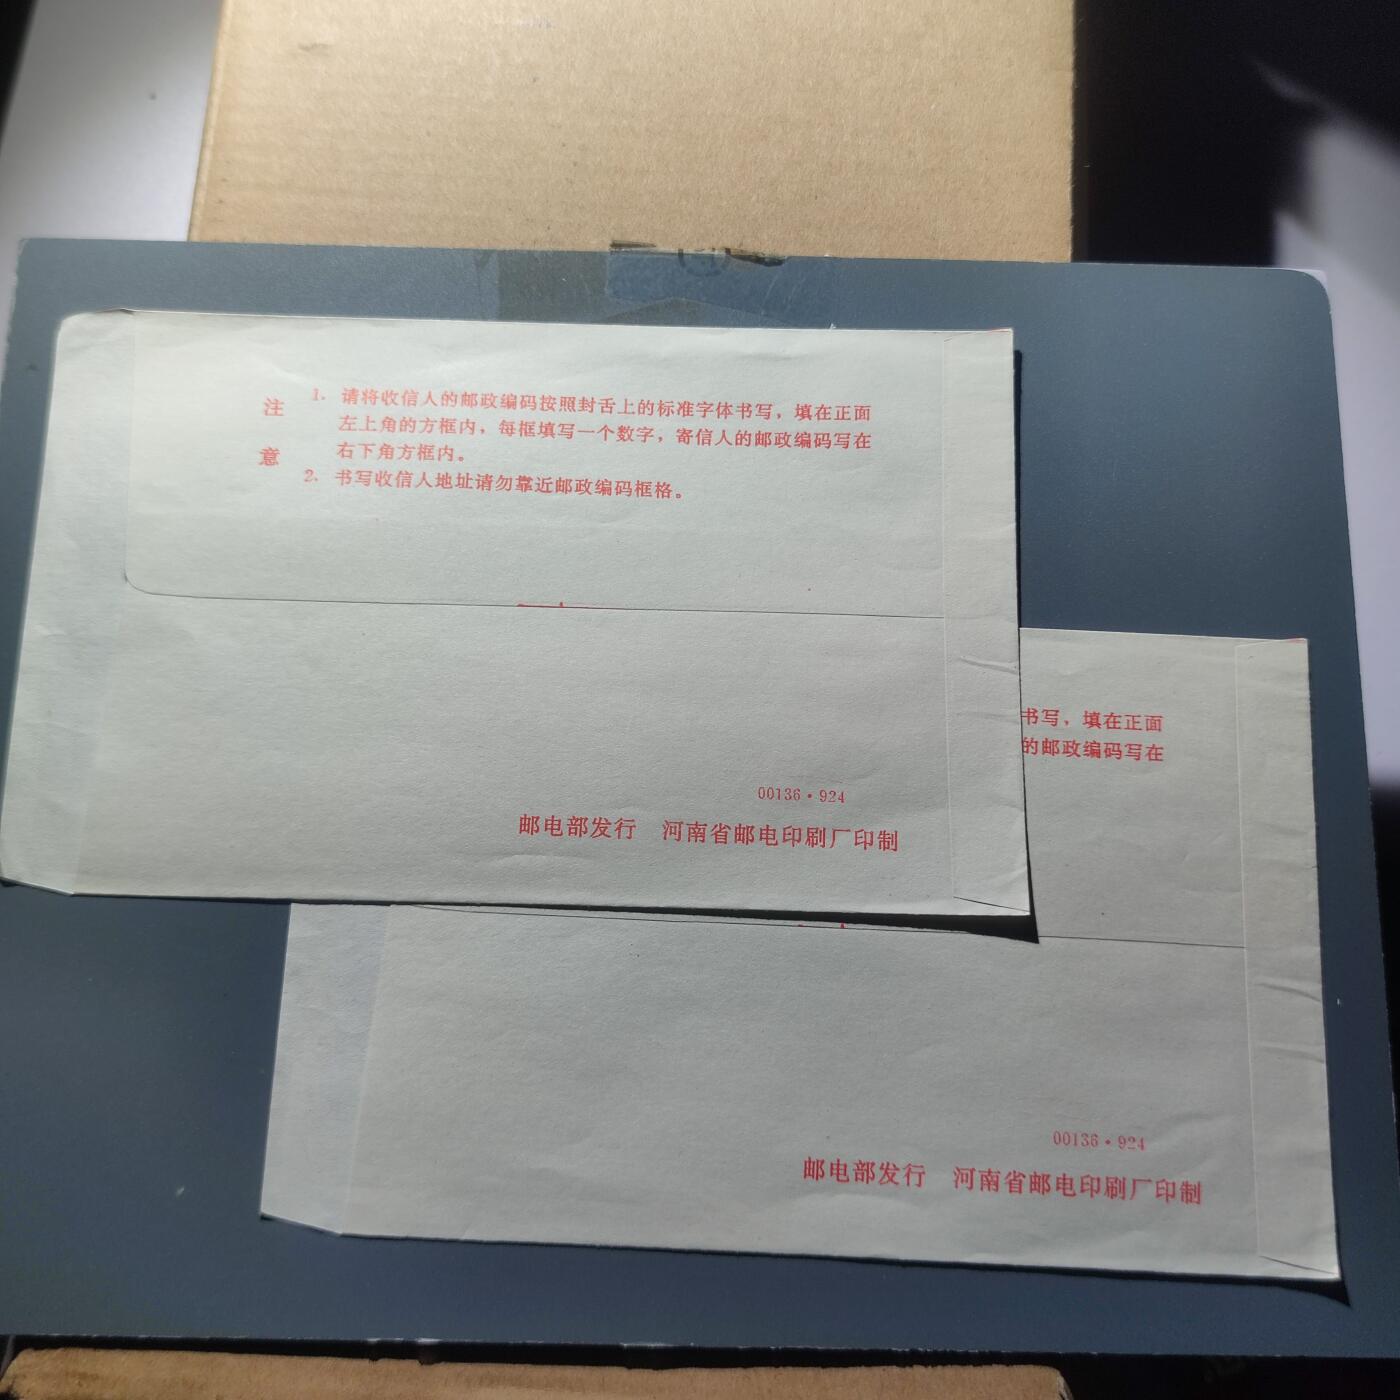 注意
1. 请将收信人的邮政编码按照封舌上的标准字体书写，填在正面
左上角的方框内，每框填写一个数字，寄信人的邮政编码写在
右下角方框内。
2. 书写收信人地址请勿靠近邮政编码框格。
00136·924
邮电部发行 河南省邮电印刷厂印制
书写，填在正面
的邮政编码写在
00136·924
邮电部发行 河南省邮电印刷厂印制